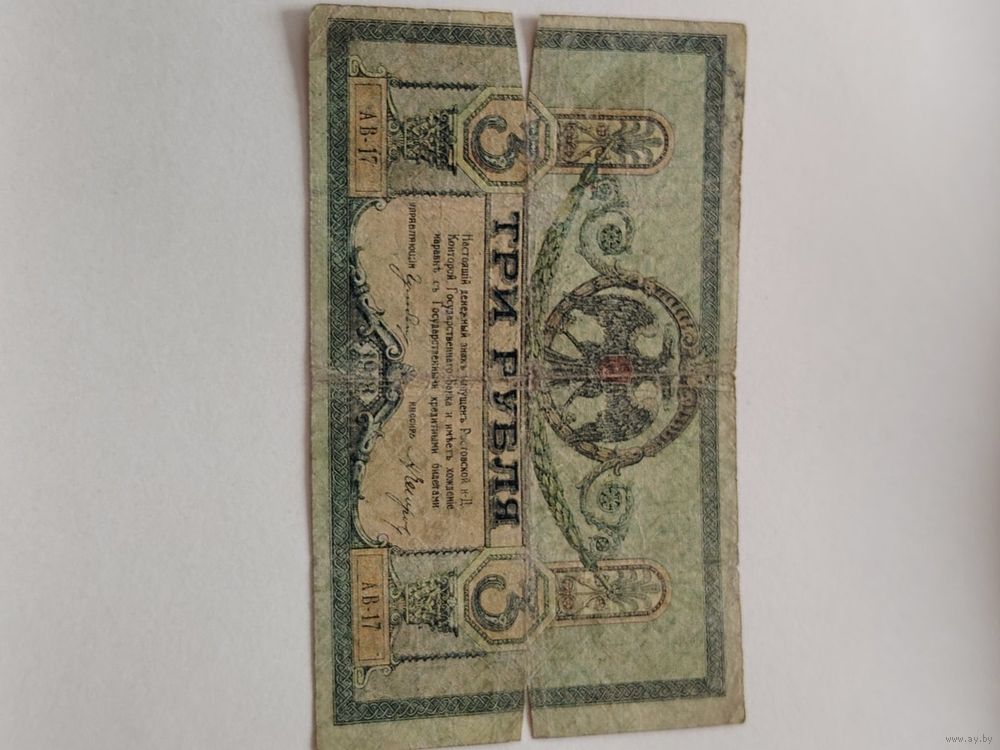 3 3
ТРИ РУБЛЯ
Настоящій денежный знакъ выпущенъ Ростовской н-Д.
Конторой Государственнаго Банка и имѣетъ хожденіе
наравнѣ съ Государственными кредитными билетами
УПРАВЛЯЮЩІЙ КАССИРЪ
АВ-17 1918 АВ-17
www.ay.by